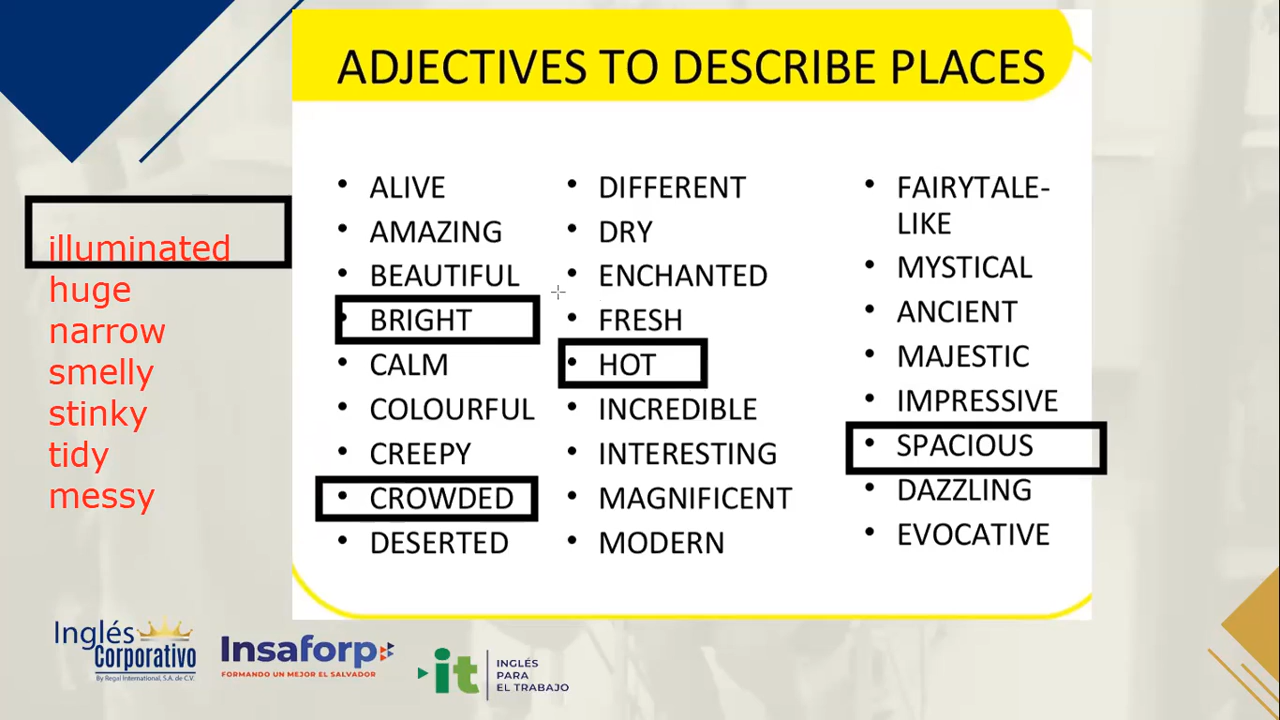 ADJECTIVES TO DESCRIBE PLACES
illuminated
huge
narrow
smelly
stinky
tidy
messy
• ALIVE
• AMAZING
• BEAUTIFUL
• BRIGHT
• CALM
• COLOURFUL
• CREEPY
• CROWDED
• DESERTED
• DIFFERENT
• DRY
• ENCHANTED
• FRESH
• HOT
• INCREDIBLE
• INTERESTING
• MAGNIFICENT
• MODERN
• FAIRYTALE-
LIKE
• MYSTICAL
• ANCIENT
• MAJESTIC
• IMPRESSIVE
• SPACIOUS
• DAZZLING
• EVOCATIVE
Inglés
Corporativo
By Regal International, S.A. de C.V.
Insaforp
FORMANDO UN MEJOR EL SALVADOR
it
INGLÉS
PARA
EL TRABAJO